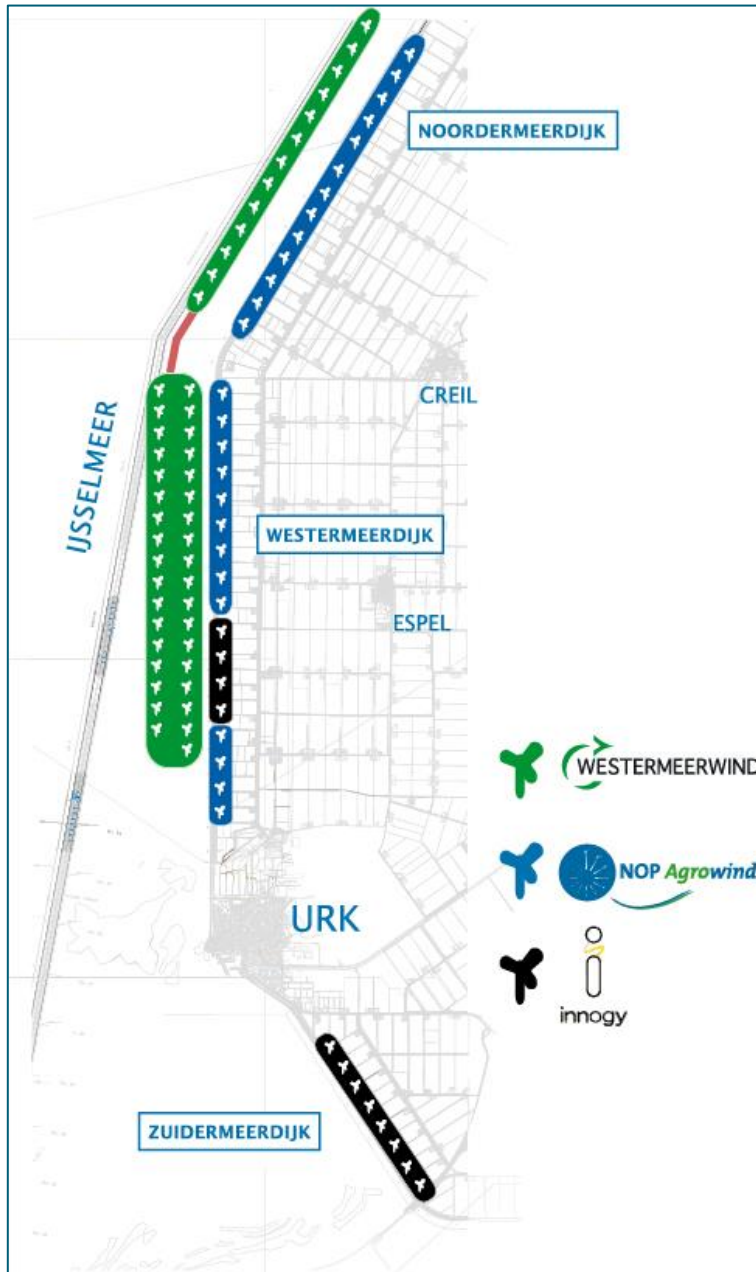 NOORDERMEERDIJK
CREIL
IJSSELMEER
WESTERMEERDIJK
ESPEL
WESTERMEERWIND
NOP Agrowind
URK
innogy
ZUIDERMEERDIJK